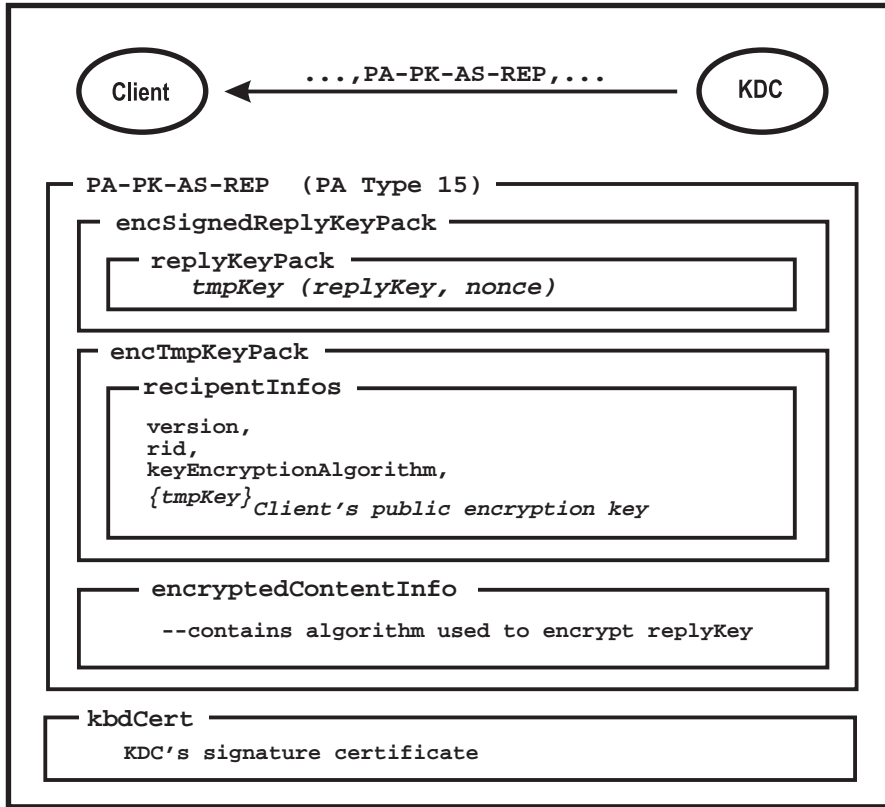 ...,PA-PK-AS-REP,...
Client
KDC
PA-PK-AS-REP (PA Type 15)
encSignedReplyKeyPack
replyKeyPack
tmpKey (replyKey, nonce)
encTmpKeyPack
recipentInfos
version,
rid,
keyEncryptionAlgorithm,
{tmpKey}Client's public encryption key
encryptedContentInfo
--contains algorithm used to encrypt replyKey
kbdCert
KDC's signature certificate